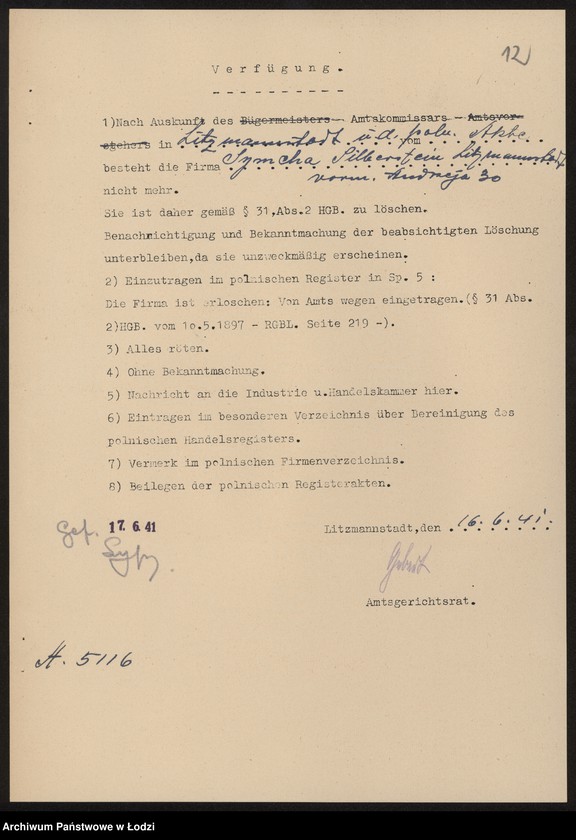 12
Verfügung.
1)Nach Auskunft des Bügermeisters - Amtskommissars - Amtsvor-
stehers in Litzmannstadt u. d. poln. Akte vom
besteht die Firma Symcha Silberstein Litzmannstadt
vorm. Andreja 30
nicht mehr.
Sie ist daher gemäß § 31,Abs.2 HGB. zu löschen.
Benachrichtigung und Bekanntmachung der beabsichtigten Löschung
unterbleiben,da sie unzweckmäßig erscheinen.
2) Einzutragen im polnischen Register in Sp. 5 :
Die Firma ist erloschen: Von Amts wegen eingetragen.(§ 31 Abs.
2)HGB. vom 1o.5.1897 - RGBL. Seite 219 -).
3) Alles röten.
4) Ohne Bekanntmachung.
5) Nachricht an die Industrie u.Handelskammer hier.
6) Eintragen im besonderen Verzeichnis über Bereinigung des
polnischen Handelsregisters.
7) Vermerk im polnischen Firmenverzeichnis.
8) Beilegen der polnischen Registerakten.
Gef. 17.6.41
Litzmannstadt,den 16.6.41.
Amtsgerichtsrat.
A. 5116
Archiwum Państwowe w Łodzi